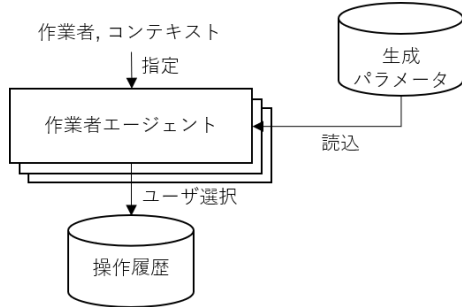 作業者, コンテキスト
指定
生成
パラメータ
作業者エージェント
読込
ユーザ選択
操作履歴